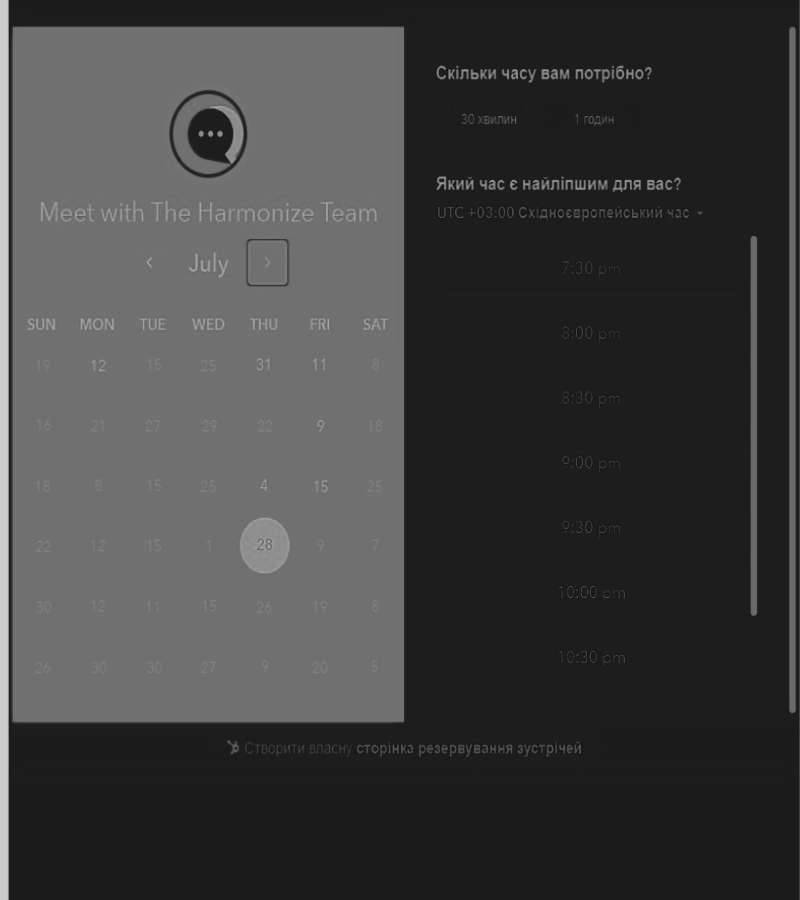 Meet with The Harmonize Team
July
SUN MON TUE WED THU FRI SAT
19 12 15 25 31 11 8
16 21 27 29 22 9 18
18 8 15 25 4 15 25
22 12 15 1 28 9 7
30 12 11 15 26 19 8
26 30 30 27 9 20 5
Скільки часу вам потрібно?
30 хвилин 1 годин
Який час є найліпшим для вас?
UTC +03:00 Східноєвропейський час
7:30 pm
8:00 pm
8:30 pm
9:00 pm
9:30 pm
10:00 pm
10:30 pm
Створити власну сторінка резервування зустрічей